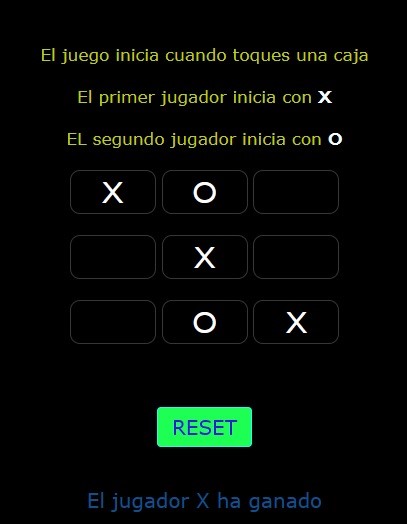 El juego inicia cuando toques una caja
El primer jugador inicia con X
EL segundo jugador inicia con O
X O
X
O X
RESET
El jugador X ha ganado